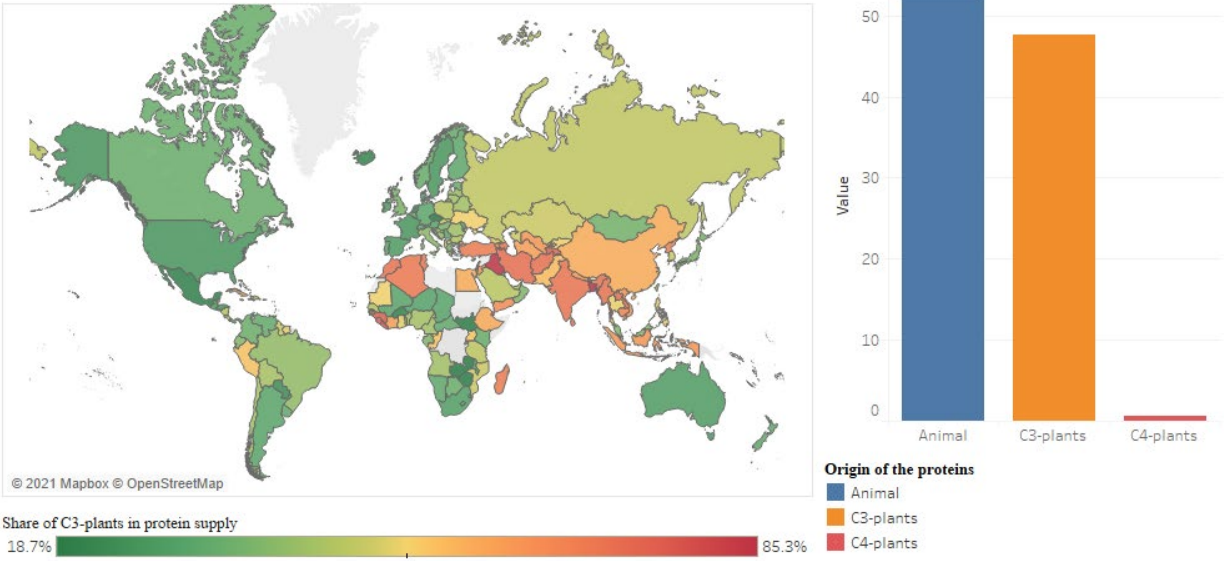 © 2021 Mapbox © OpenStreetMap
Share of C3-plants in protein supply
18.7%
85.3%
50
40
30
20
10
0
Value
Animal
C3-plants
C4-plants
Origin of the proteins
Animal
C3-plants
C4-plants